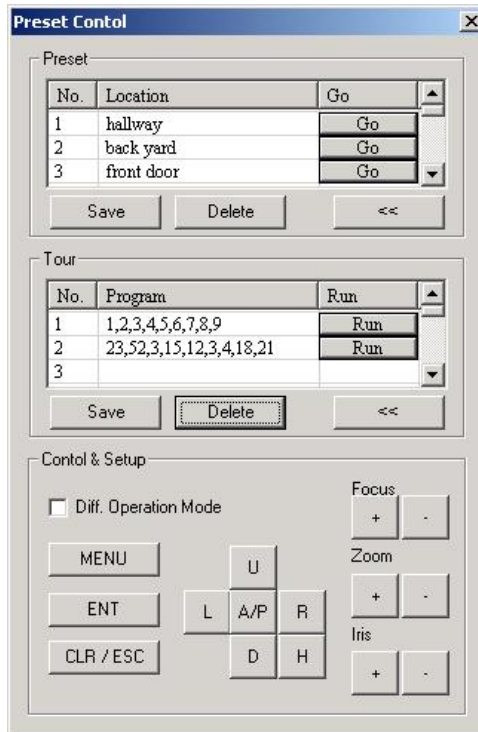 Preset Contol
Preset
No. Location Go
1 hallway Go
2 back yard Go
3 front door Go
Save Delete <<
Tour
No. Program Run
1 1,2,3,4,5,6,7,8,9 Run
2 23,52,3,15,12,3,4,18,21 Run
3
Save Delete <<
Contol & Setup
Diff. Operation Mode
Focus
+ -
MENU
U
Zoom
+ -
ENT
L A/P R
Iris
CLR / ESC
D H
+ -